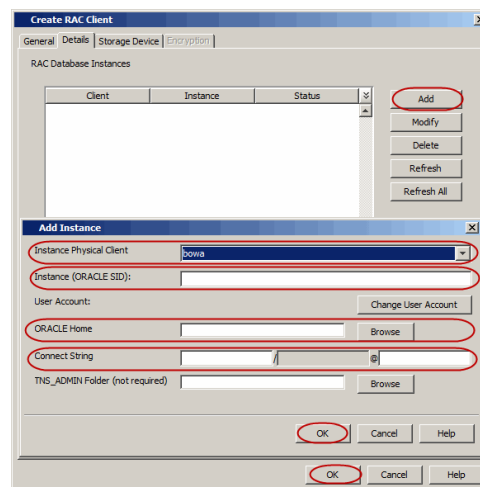 Create RAC Client
General Details Storage Device Encryption
RAC Database Instances
Client Instance Status
Add
Modify
Delete
Refresh
Refresh All
Add Instance
Instance Physical Client bowa
Instance (ORACLE SID):
User Account: Change User Account
ORACLE Home Browse
Connect String / @
TNS_ADMIN Folder (not required) Browse
OK Cancel Help
OK Cancel Help